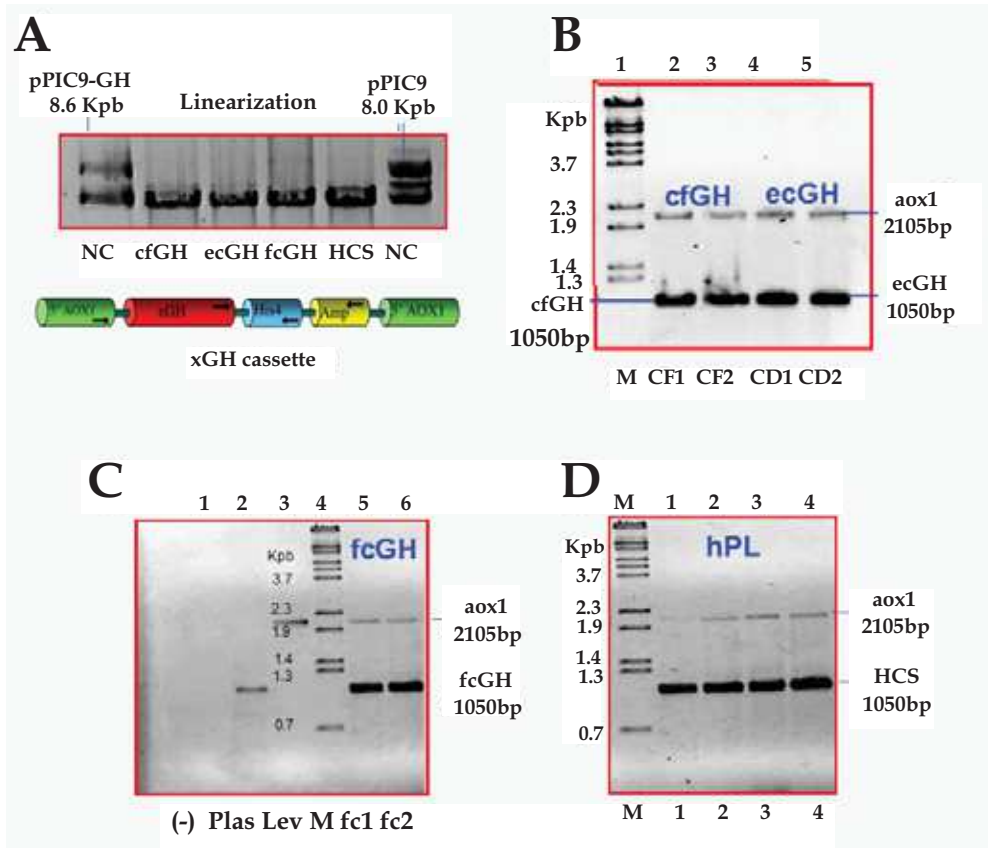 A
pPIC9-GH
8.6 Kpb
Linearization
pPIC9
8.0 Kpb
NC cfGH ecGH fcGH HCS NC
3' AOX1 Amp 5' AOX1
xGH cassette
B
1 2 3 4 5
Kpb
3.7
2.3
1.9
1.4
1.3
cfGH
1050bp
cfGH ecGH
aox1
2105bp
ecGH
1050bp
M CF1 CF2 CD1 CD2
C
1 2 3 4 5 6
Kpb
3.7
2.3
1.9
1.4
1.3
0.7
fcGH
aox1
2105bp
fcGH
1050bp
(-) Plas Lev M fc1 fc2
D
M 1 2 3 4
Kpb
3.7
2.3
1.9
1.4
1.3
0.7
hPL
aox1
2105bp
HCS
1050bp
M 1 2 3 4